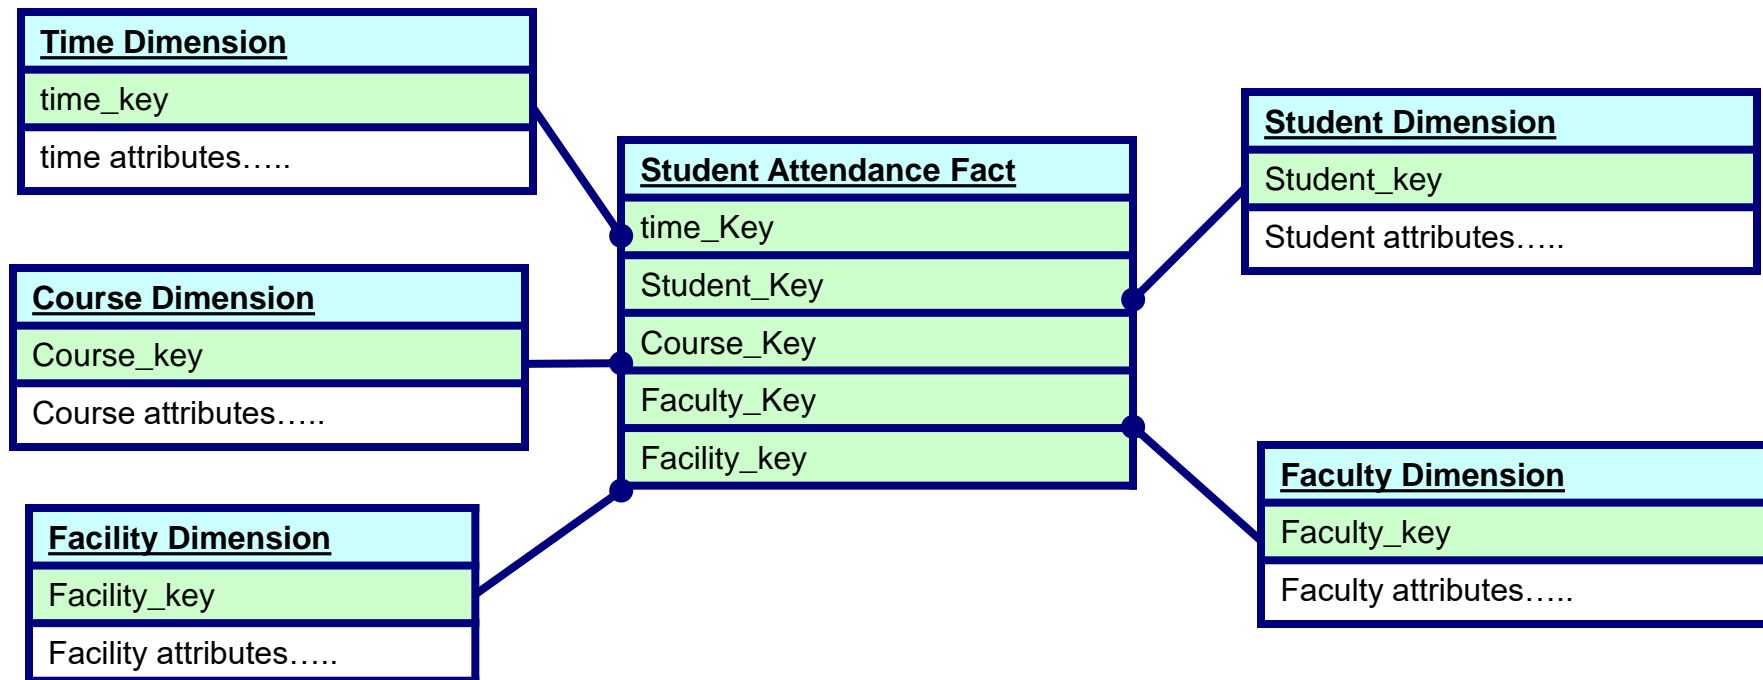 Time Dimension
time_key
time attributes…..
Course Dimension
Course_key
Course attributes…..
Facility Dimension
Facility_key
Facility attributes…..
Student Attendance Fact
time_Key
Student_Key
Course_Key
Faculty_Key
Facility_key
Student Dimension
Student_key
Student attributes…..
Faculty Dimension
Faculty_key
Faculty attributes…..